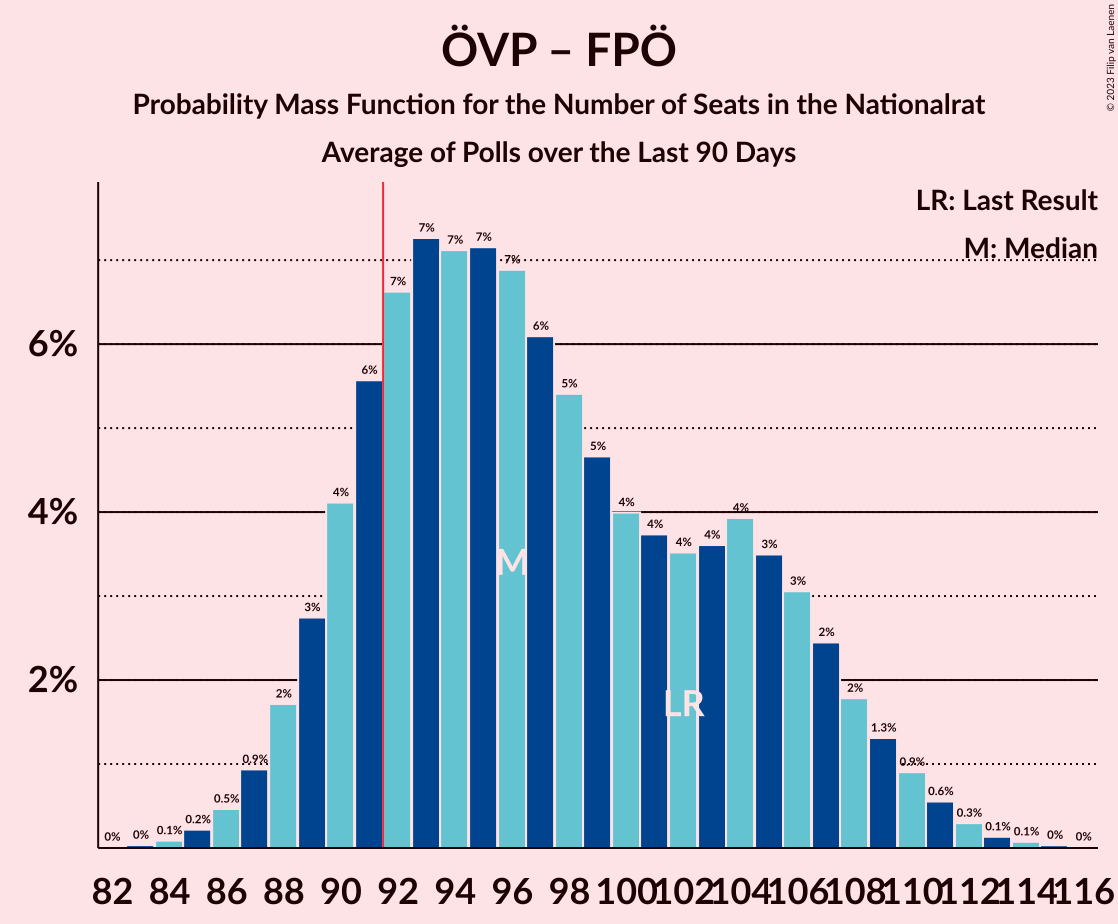 ÖVP – FPÖ
Probability Mass Function for the Number of Seats in the Nationalrat
Average of Polls over the Last 90 Days
© 2023 Filip van Laenen
LR: Last Result
M: Median
6%
4%
2%
0% 0% 0.1% 0.2% 0.5% 0.9% 2% 3% 4% 6% 7% 7% 7% 7% 7% 6% 5% 5% 4% 4% 4% 4% 4% 3% 3% 2% 2% 1.3% 0.9% 0.6% 0.3% 0.1% 0.1% 0% 0%
M
LR
82 84 86 88 90 92 94 96 98 100 102 104 106 108 110 112 114 116